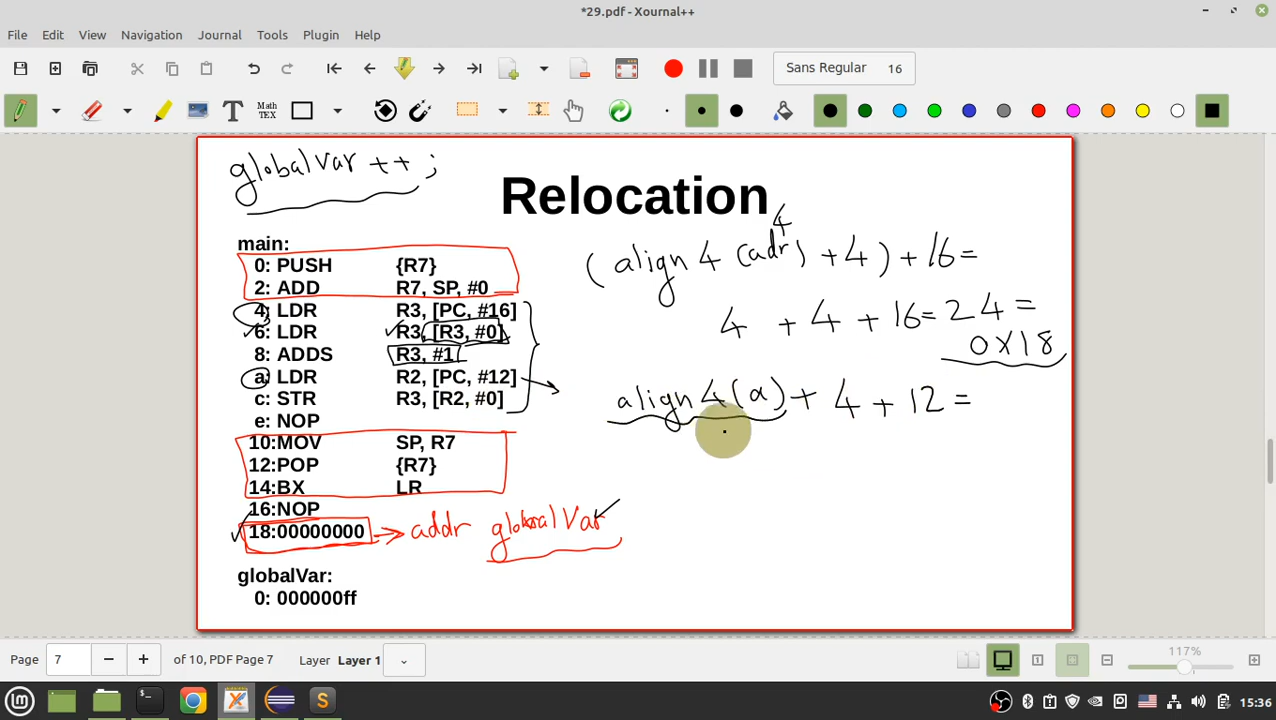 *29.pdf - Xournal++
File Edit View Navigation Journal Tools Plugin Help
Sans Regular 16
Math TEX
globalVar ++ ;
Relocation
main:
0: PUSH {R7}
2: ADD R7, SP, #0
4: LDR R3, [PC, #16]
6: LDR R3, [R3, #0]
8: ADDS R3, #1
a: LDR R2, [PC, #12]
c: STR R3, [R2, #0]
e: NOP
10:MOV SP, R7
12:POP {R7}
14:BX LR
16:NOP
18:00000000 addr globalVar
globalVar:
0: 000000ff
4
(align 4 (adr) + 4) + 16 =
4 + 4 + 16 = 24 =
0X18
align 4 (a) + 4 + 12 =
Page 7 of 10, PDF Page 7 Layer Layer 1 117%
15:36